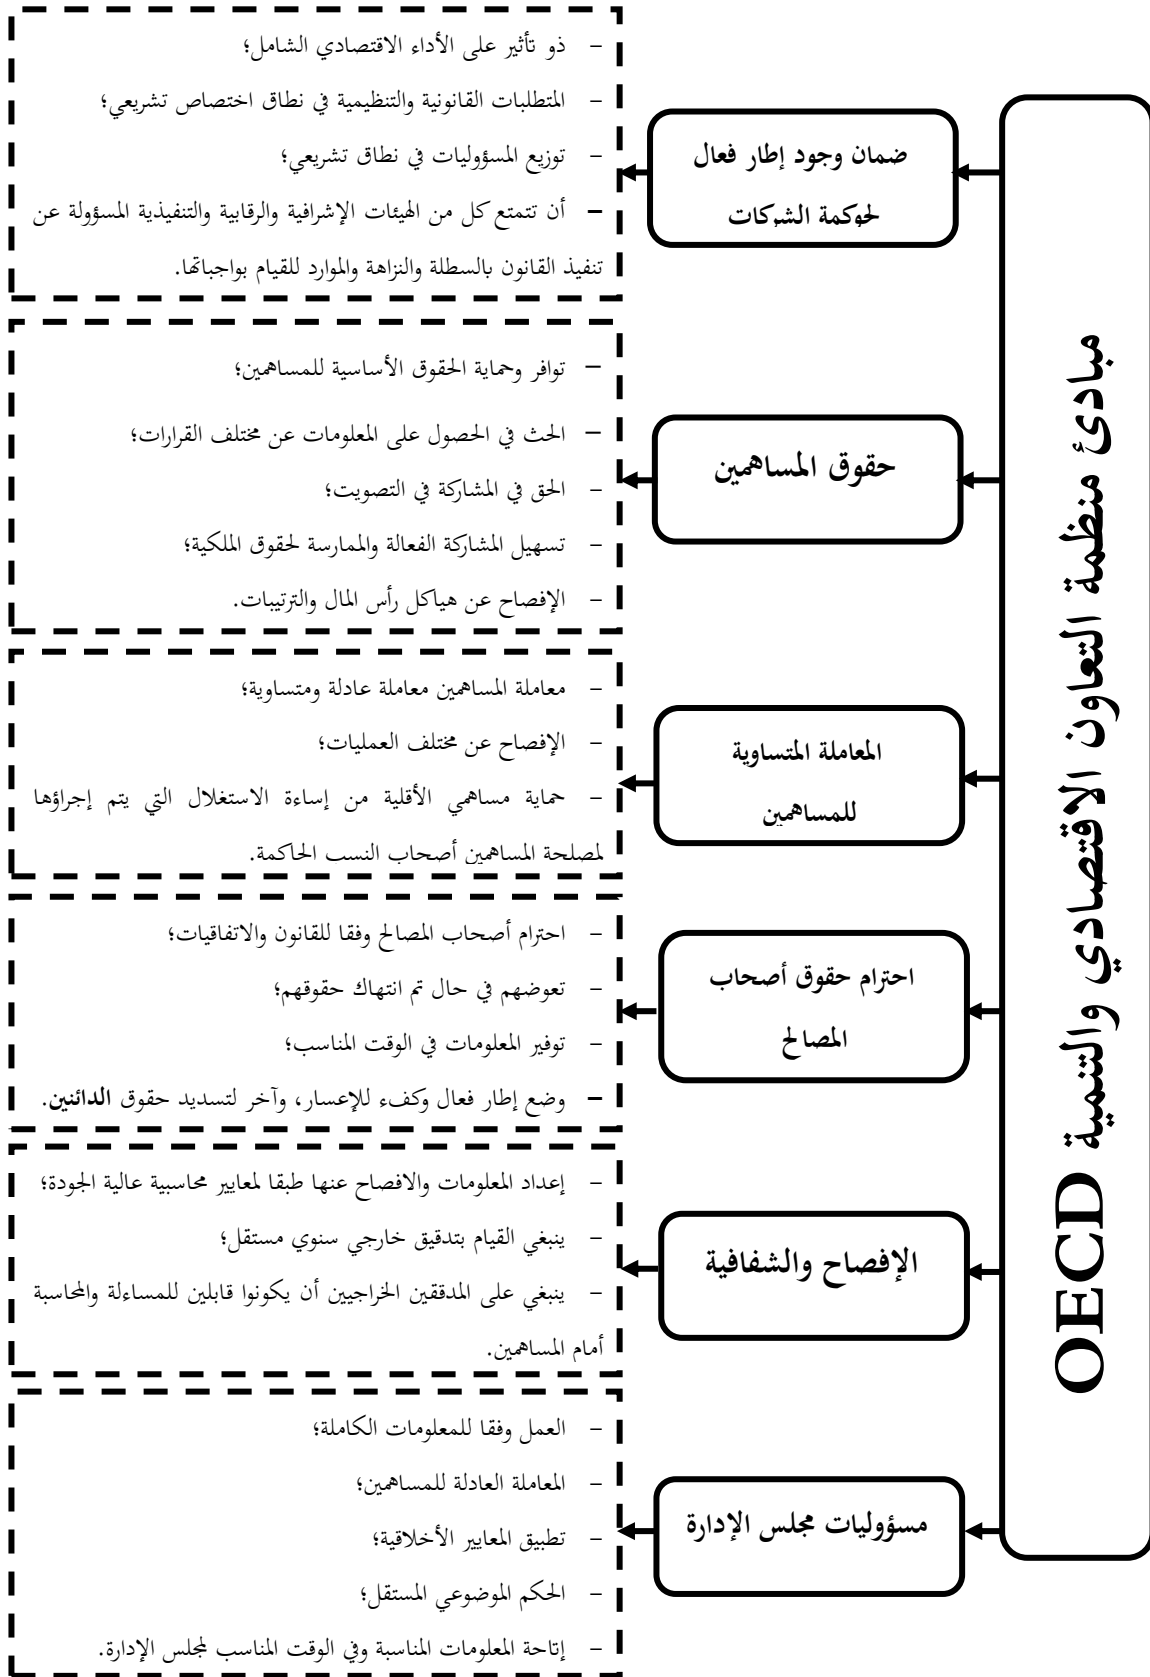 مبادئ منظمة التعاون الاقتصادي والتنمية OECD
ضمان وجود إطار فعال
لحوكمة الشركات
– ذو تأثير على الأداء الاقتصادي الشامل؛
– المتطلبات القانونية والتنظيمية في نطاق اختصاص تشريعي؛
– توزيع المسؤوليات في نطاق تشريعي؛
– أن تتمتع كل من الهيئات الإشرافية والرقابية والتنفيذية المسؤولة عن
تنفيذ القانون بالسطلة والنزاهة والموارد للقيام بواجباتها.
حقوق المساهمين
– توافر وحماية الحقوق الأساسية للمساهمين؛
– الحث في الحصول على المعلومات عن مختلف القرارات؛
– الحق في المشاركة في التصويت؛
– تسهيل المشاركة الفعالة والممارسة لحقوق الملكية؛
– الإفصاح عن هياكل رأس المال والترتيبات.
المعاملة المتساوية
للمساهمين
– معاملة المساهمين معاملة عادلة ومتساوية؛
– الإفصاح عن مختلف العمليات؛
– حماية مساهمي الأقلية من إساءة الاستغلال التي يتم إجراؤها
لمصلحة المساهمين أصحاب النسب الحاكمة.
احترام حقوق أصحاب
المصالح
– احترام أصحاب المصالح وفقا للقانون والاتفاقيات؛
– تعوضهم في حال تم انتهاك حقوقهم؛
– توفير المعلومات في الوقت المناسب؛
– وضع إطار فعال وكفء للإعسار، وآخر لتسديد حقوق الدائنين.
الإفصاح والشفافية
– إعداد المعلومات والافصاح عنها طبقا لمعايير محاسبية عالية الجودة؛
– ينبغي القيام بتدقيق خارجي سنوي مستقل؛
– ينبغي على المدققين الخراجيين أن يكونوا قابلين للمساءلة والمحاسبة
أمام المساهمين.
مسؤوليات مجلس الإدارة
– العمل وفقا للمعلومات الكاملة؛
– المعاملة العادلة للمساهمين؛
– تطبيق المعايير الأخلاقية؛
– الحكم الموضوعي المستقل؛
– إتاحة المعلومات المناسبة وفي الوقت المناسب لمجلس الإدارة.